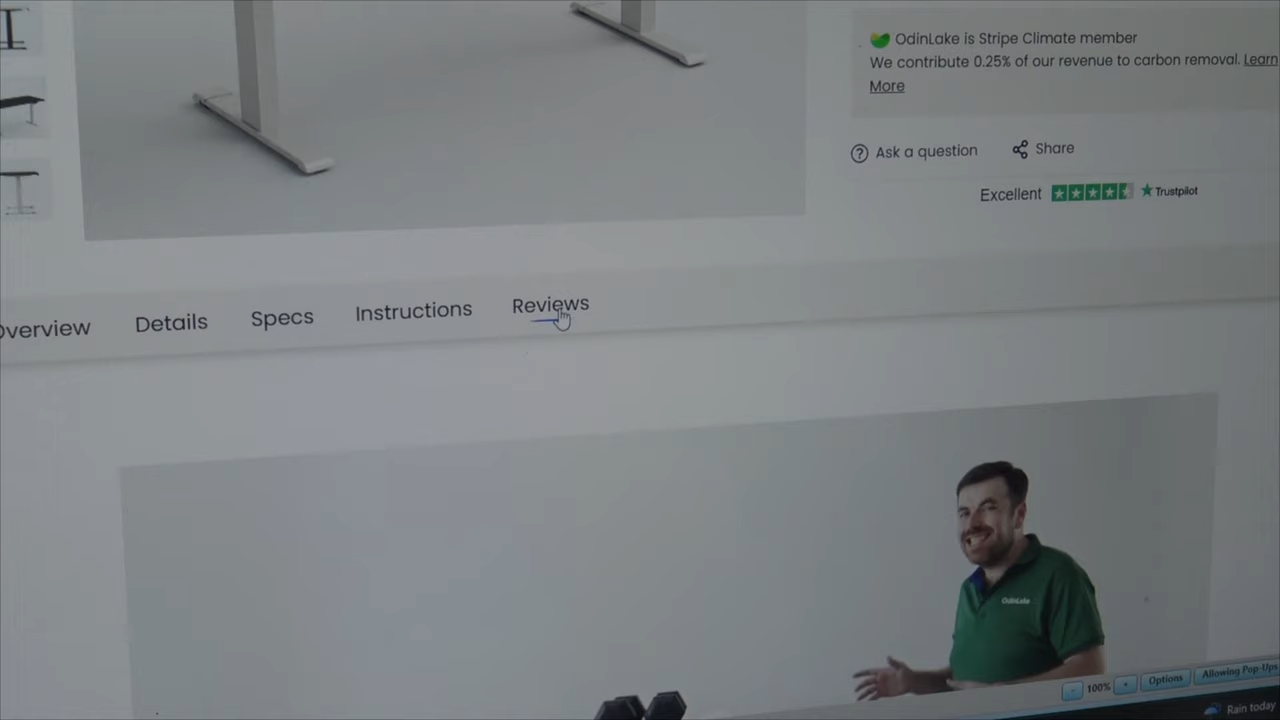 OdinLake is Stripe Climate member
We contribute 0.25% of our revenue to carbon removal. Learn
More
? Ask a question
Share
Excellent
Trustpilot
Overview
Details
Specs
Instructions
Reviews
OdinLake
- 100% +
Options
Allowing Pop-Ups
Rain today